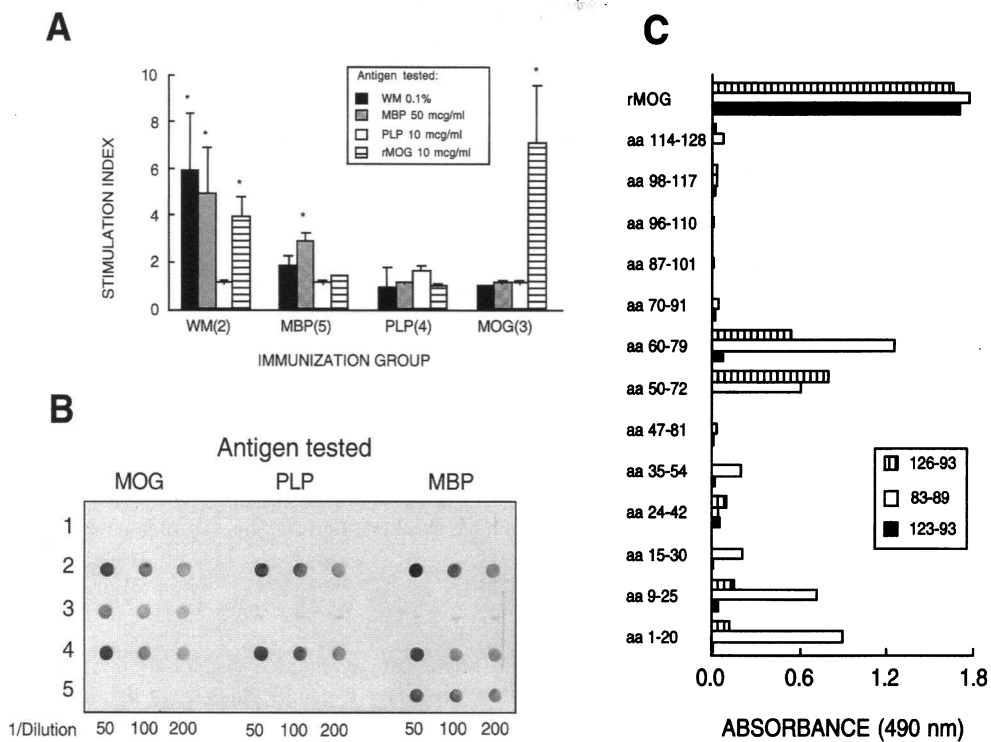 A
STIMULATION INDEX
10
8
6
4
2
0
* * * * *
Antigen tested:
WM 0.1%
MBP 50 mcg/ml
PLP 10 mcg/ml
rMOG 10 mcg/ml
WM(2) MBP(5) PLP(4) MOG(3)
IMMUNIZATION GROUP
B
Antigen tested
MOG PLP MBP
1
2
3
4
5
1/Dilution 50 100 200 50 100 200 50 100 200
C
rMOG
aa 114-128
aa 98-117
aa 96-110
aa 87-101
aa 70-91
aa 60-79
aa 50-72
aa 47-81
aa 35-54
aa 24-42
aa 15-30
aa 9-25
aa 1-20
126-93
83-89
123-93
0.0 0.6 1.2 1.8
ABSORBANCE (490 nm)